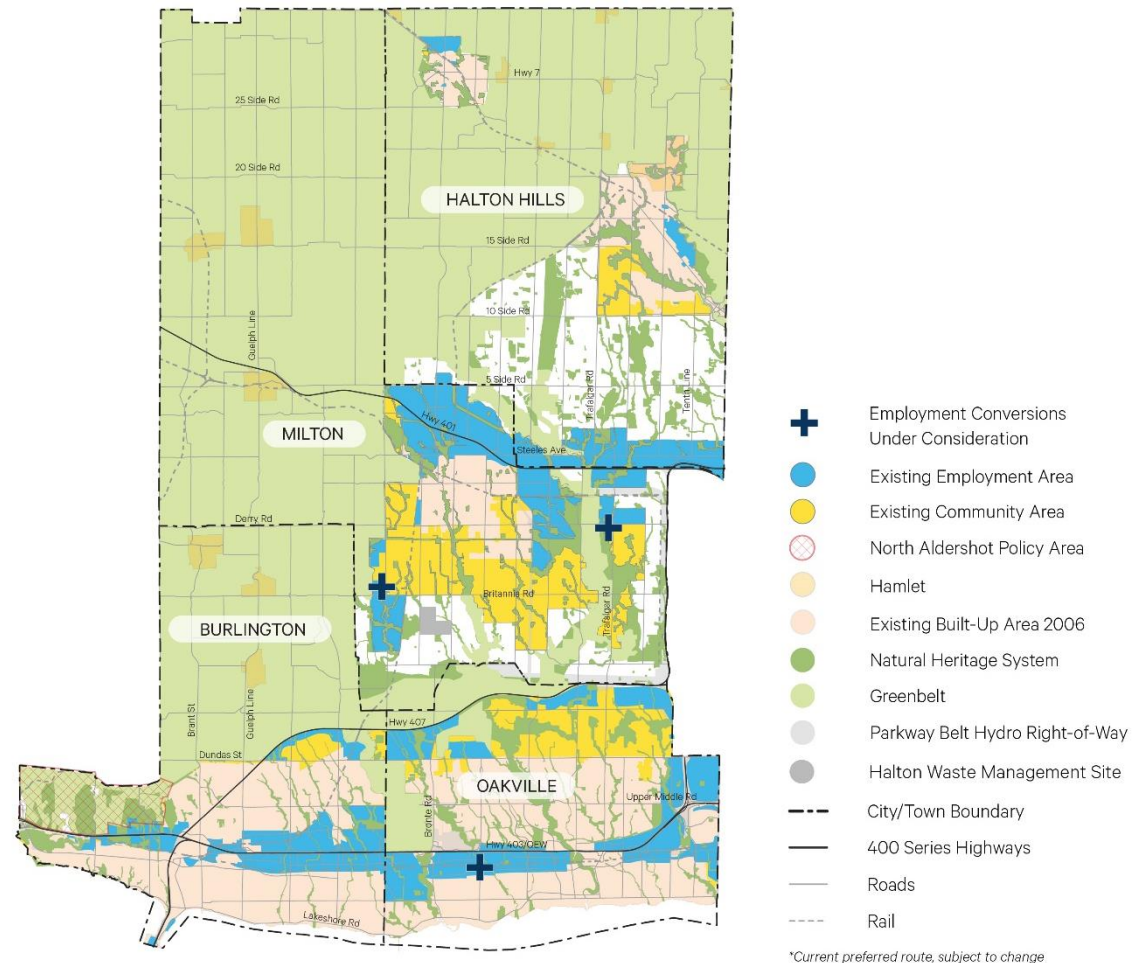 Hwy 7
25 Side Rd
20 Side Rd
HALTON HILLS
15 Side Rd
10 Side Rd
Guelph Line
5 Side Rd
Trafalgar Rd
Tenth Line
Hwy 401
MILTON
Steeles Ave
Derry Rd
Britannia Rd
Trafalgar Rd
BURLINGTON
Brant St
Guelph Line
Hwy 407
Dundas St
OAKVILLE
Bronte Rd
Upper Middle Rd
Hwy 403/QEW
Lakeshore Rd
Employment Conversions
Under Consideration
Existing Employment Area
Existing Community Area
North Aldershot Policy Area
Hamlet
Existing Built-Up Area 2006
Natural Heritage System
Greenbelt
Parkway Belt Hydro Right-of-Way
Halton Waste Management Site
City/Town Boundary
400 Series Highways
Roads
Rail
*Current preferred route, subject to change